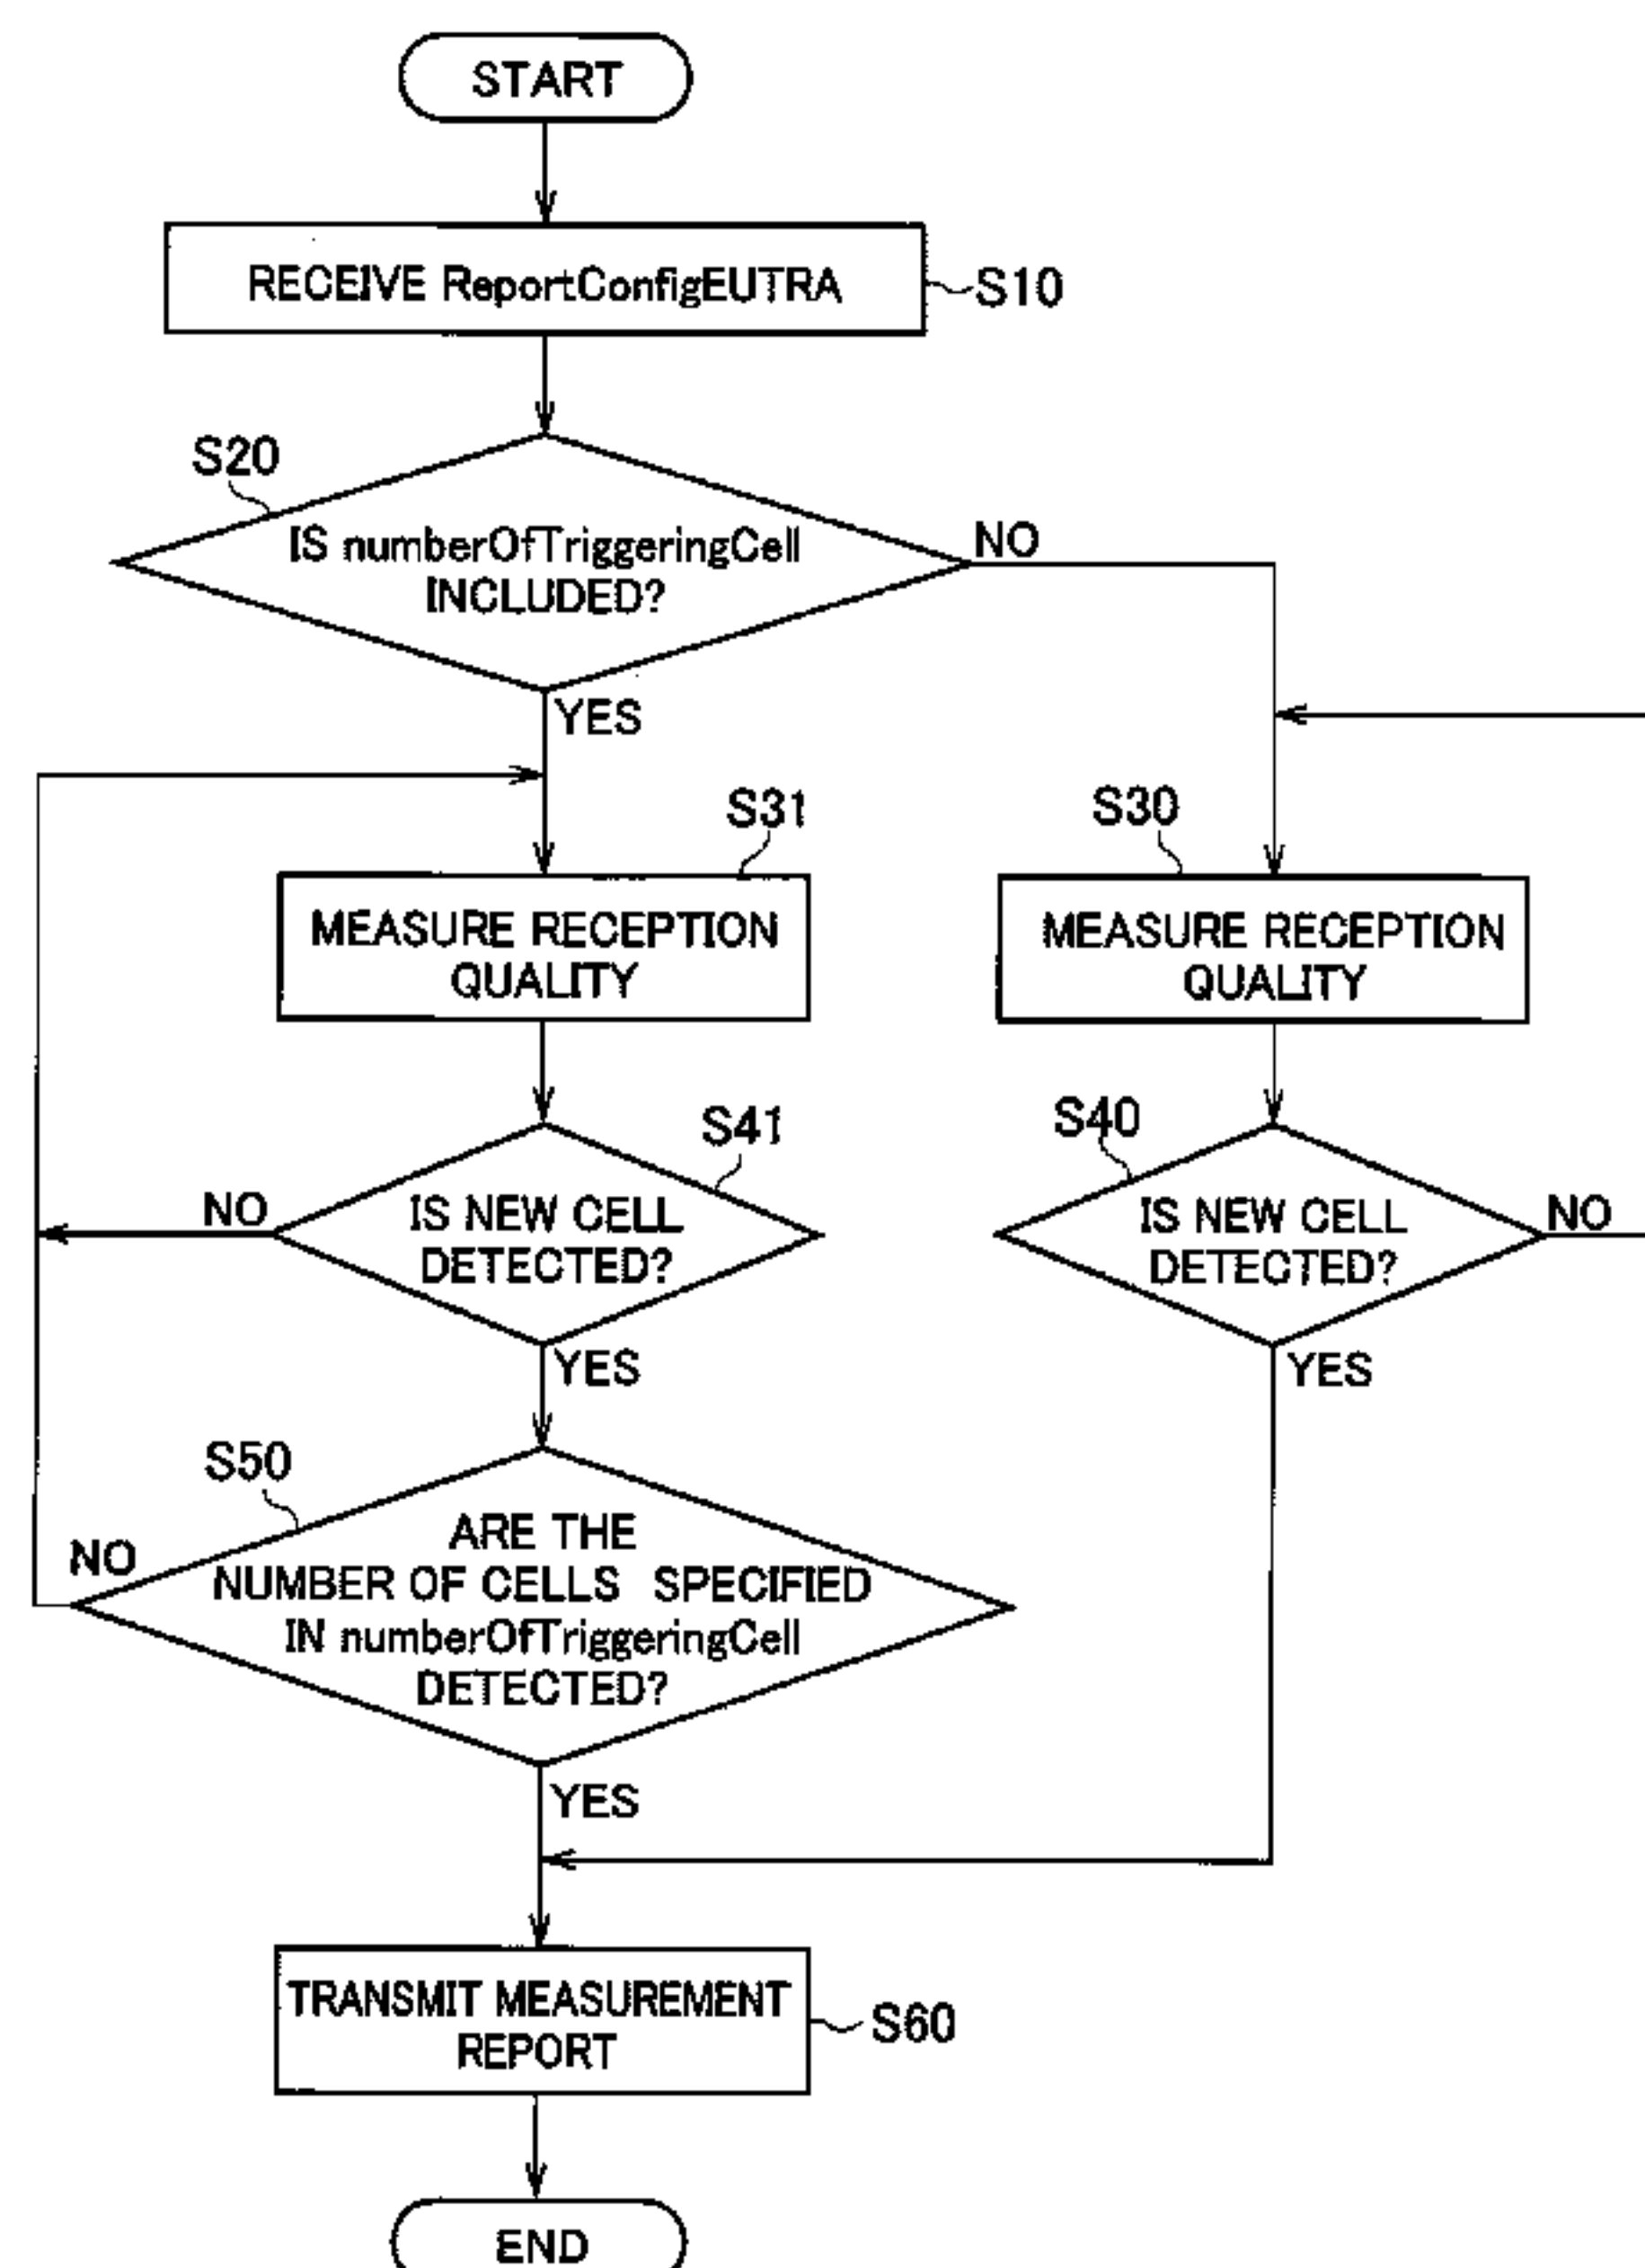 START
RECEIVE ReportConfigEUTRA
S10
S20
IS numberOfTriggeringCell
INCLUDED?
NO
YES
S31
MEASURE RECEPTION
QUALITY
S30
MEASURE RECEPTION
QUALITY
S41
IS NEW CELL
DETECTED?
NO
YES
S40
IS NEW CELL
DETECTED?
NO
YES
S50
ARE THE
NUMBER OF CELLS SPECIFIED
IN numberOfTriggeringCell
DETECTED?
NO
YES
TRANSMIT MEASUREMENT
REPORT
S60
END